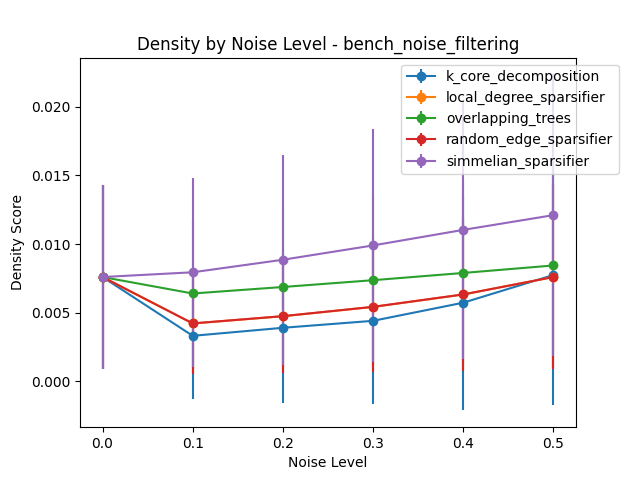 Density by Noise Level - bench_noise_filtering
k_core_decomposition
local_degree_sparsifier
overlapping_trees
random_edge_sparsifier
simmelian_sparsifier
Density Score
0.020
0.015
0.010
0.005
0.000
0.0 0.1 0.2 0.3 0.4 0.5
Noise Level